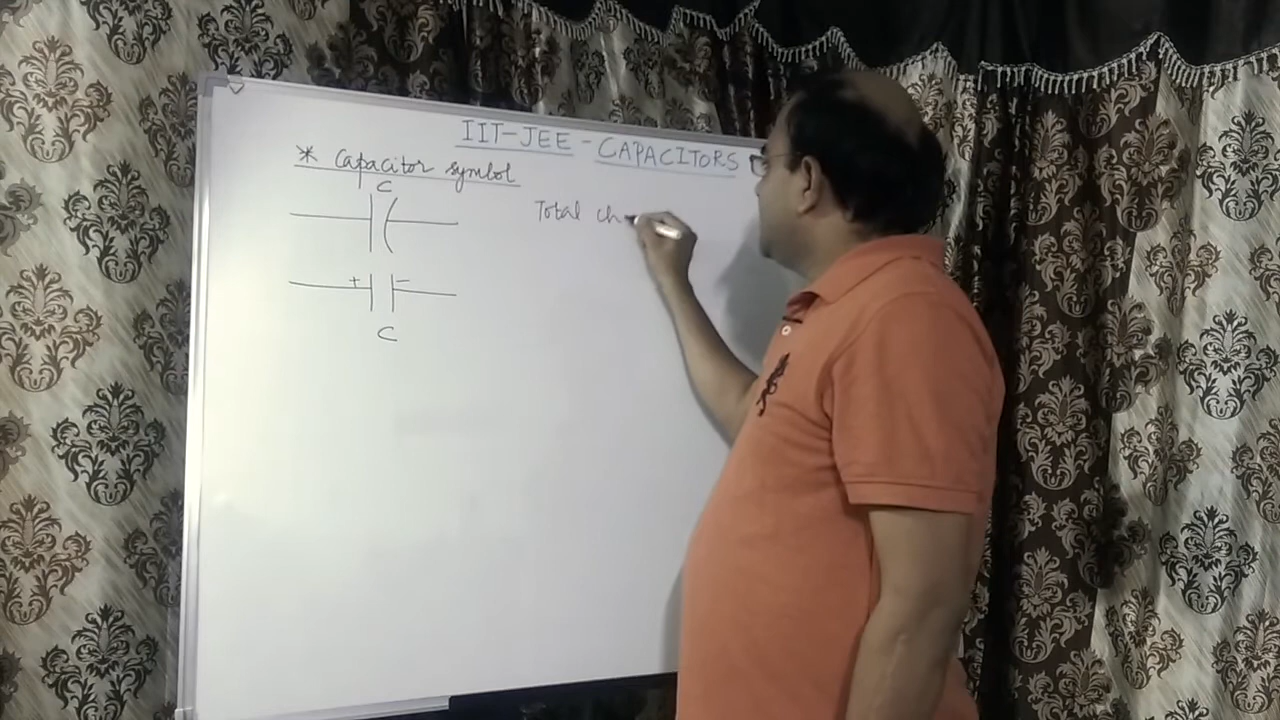 IIT-JEE - CAPACITORS
* Capacitor symbol
C
Total ch
+ -
C